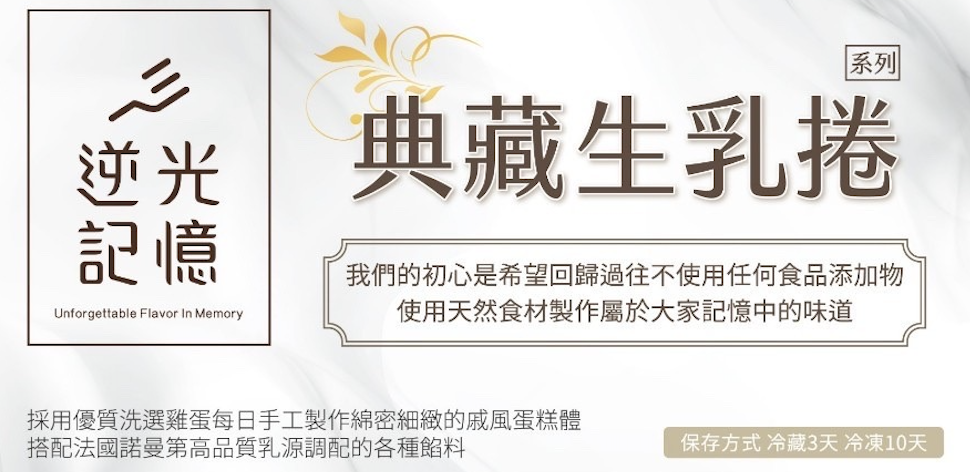 逆光
記憶
Unforgettable Flavor In Memory
系列
典藏生乳捲
我們的初心是希望回歸過往不使用任何食品添加物
使用天然食材製作屬於大家記憶中的味道
採用優質洗選雞蛋每日手工製作綿密細緻的戚風蛋糕體
搭配法國諾曼第高品質乳源調配的各種餡料
保存方式 冷藏3天 冷凍10天